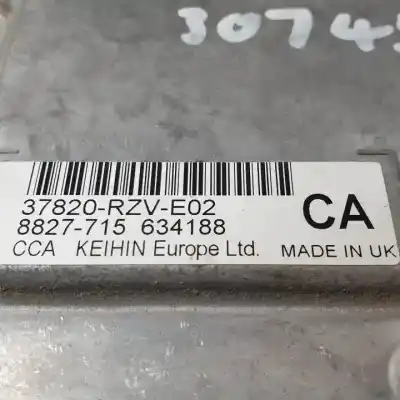 3074
37820-RZV-E02
8827-715 634188
CA
CCA KEIHIN Europe Ltd. MADE IN UK